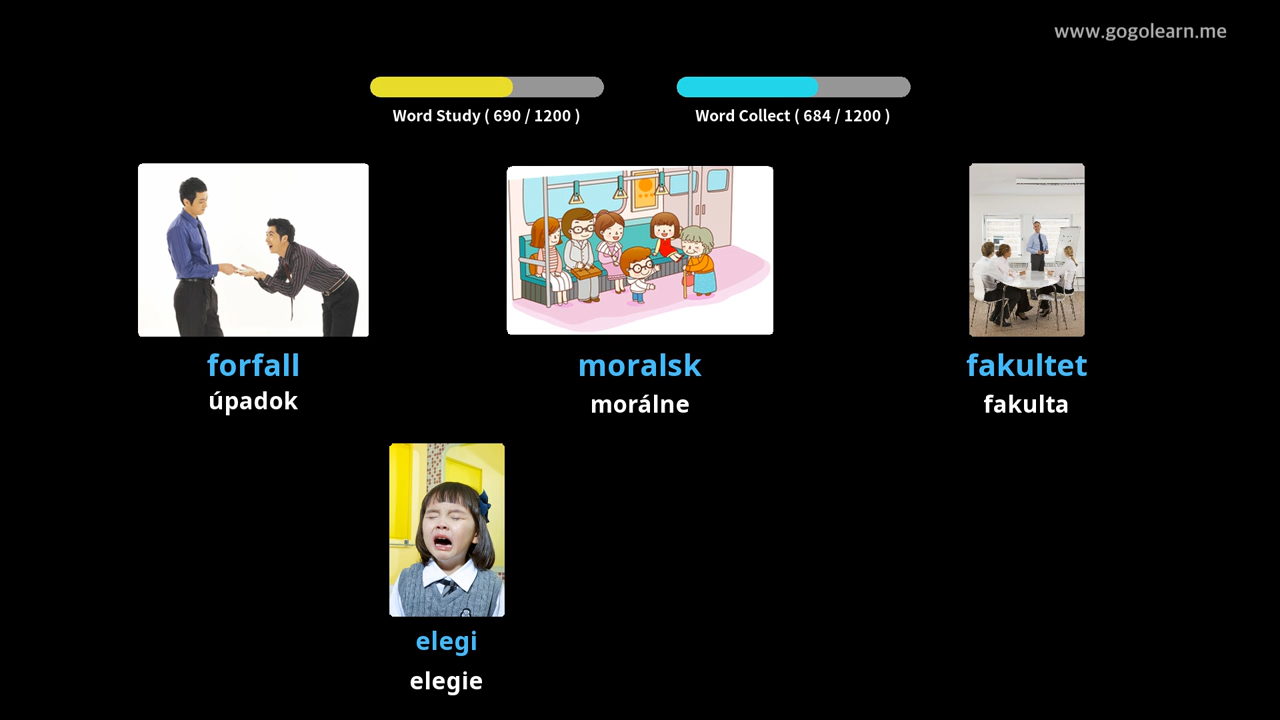 www.gogolearn.me
Word Study ( 690 / 1200 )
Word Collect ( 684 / 1200 )
forfall
úpadok
moralsk
morálne
fakultet
fakulta
elegi
elegie